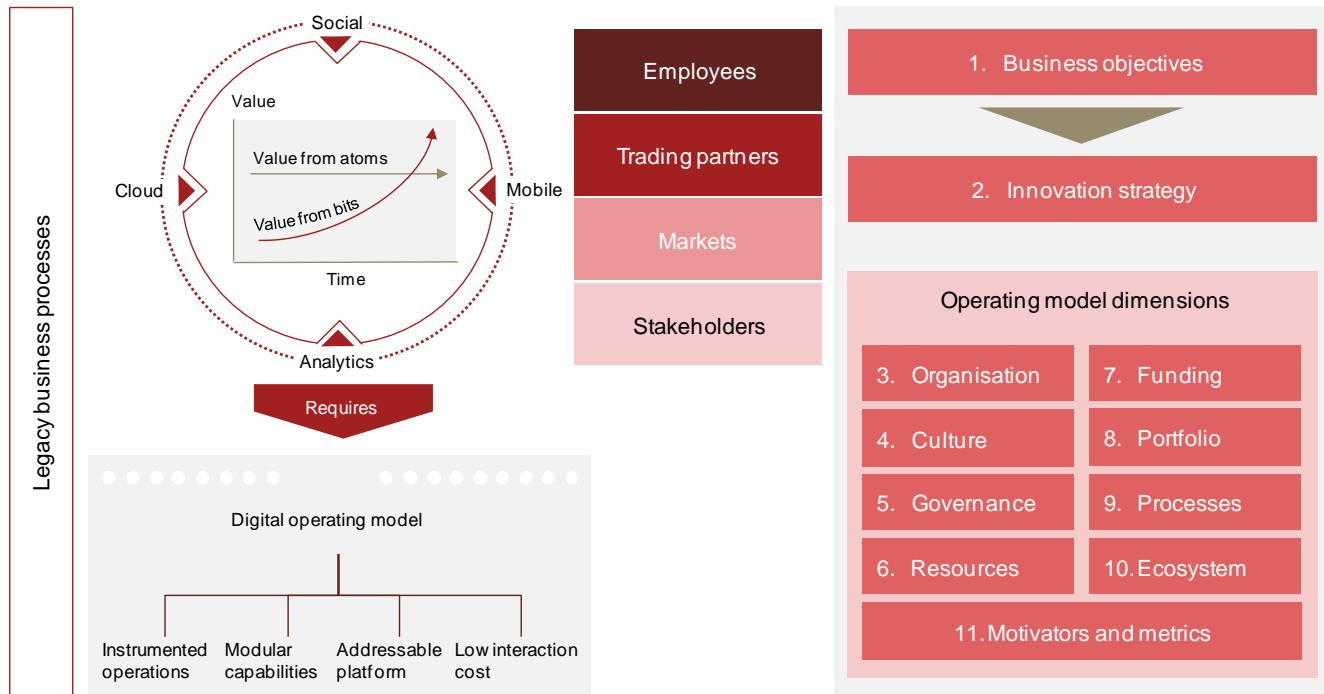 Legacy business processes
Social
Value
Value from atoms
Cloud
Mobile
Value from bits
Time
Analytics
Requires
Digital operating model
Instrumented
operations
Modular
capabilities
Addressable
platform
Low interaction
cost
Employees
Trading partners
Markets
Stakeholders
1. Business objectives
2. Innovation strategy
Operating model dimensions
3. Organisation
4. Culture
5. Governance
6. Resources
7. Funding
8. Portfolio
9. Processes
10. Ecosystem
11. Motivators and metrics